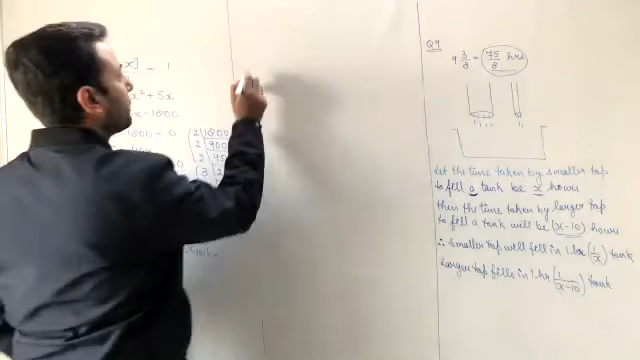 x] = 1
x² + 5x
x - 1800
1800 = 0
2 | 1800
2 | 900
2 | 45
3 | 2
Q9
9 3/8 = 75/8 hrs
Let the time taken by smaller tap
to fill a tank be x hours
then the time taken by larger tap
to fill a tank will be (x-10) hours
∴ Smaller tap will fill in 1 hr (1/x) tank
Larger tap fills in 1 hr (1/x-10) tank